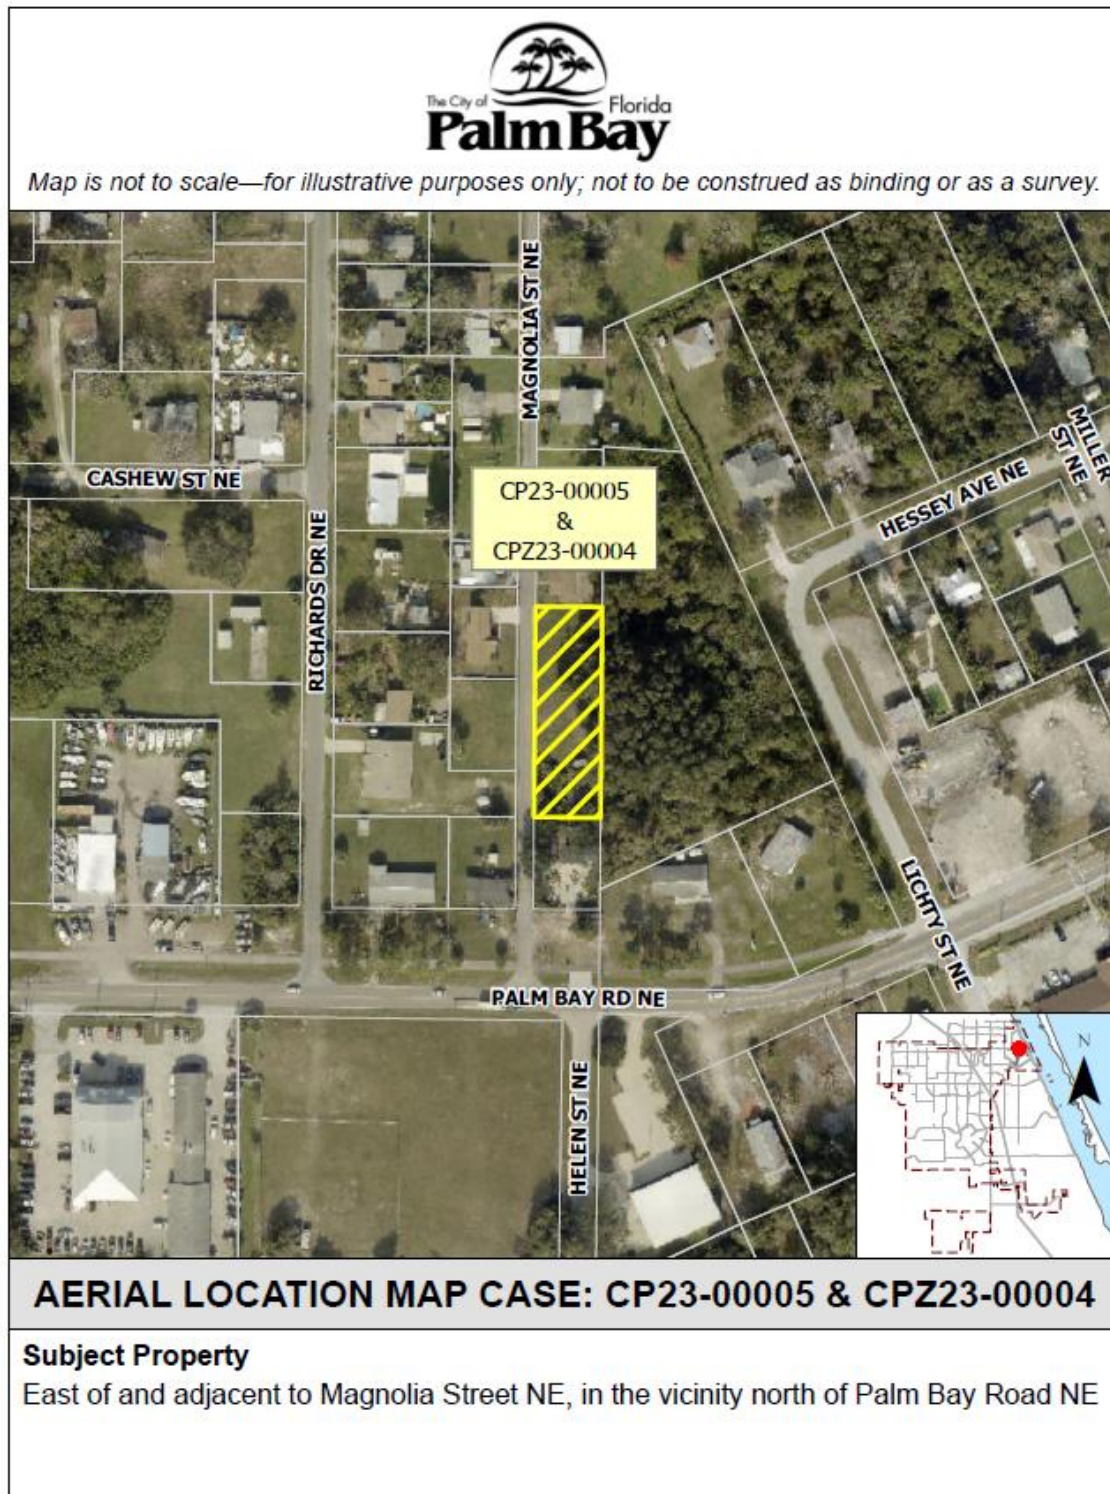 The City of Florida
Palm Bay
Map is not to scale—for illustrative purposes only; not to be construed as binding or as a survey.
MAGNOLIA ST NE
MILLER
ST NE
CASHEW ST NE
CP23-00005
&
CPZ23-00004
HESSEY AVE NE
RICHARDS DR NE
LICHTY ST NE
PALM BAY RD NE
N
HELEN ST NE
AERIAL LOCATION MAP CASE: CP23-00005 & CPZ23-00004
Subject Property
East of and adjacent to Magnolia Street NE, in the vicinity north of Palm Bay Road NE